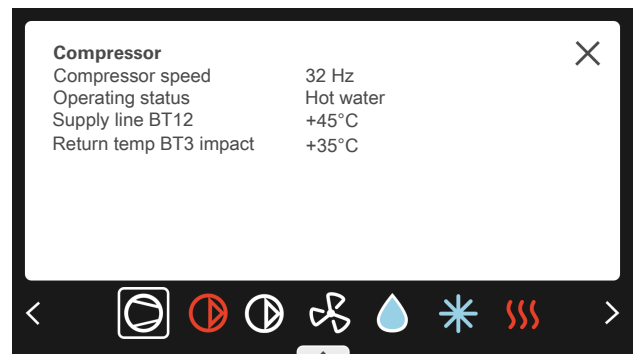 Compressor
Compressor speed 32 Hz
Operating status Hot water
Supply line BT12 +45°C
Return temp BT3 impact +35°C